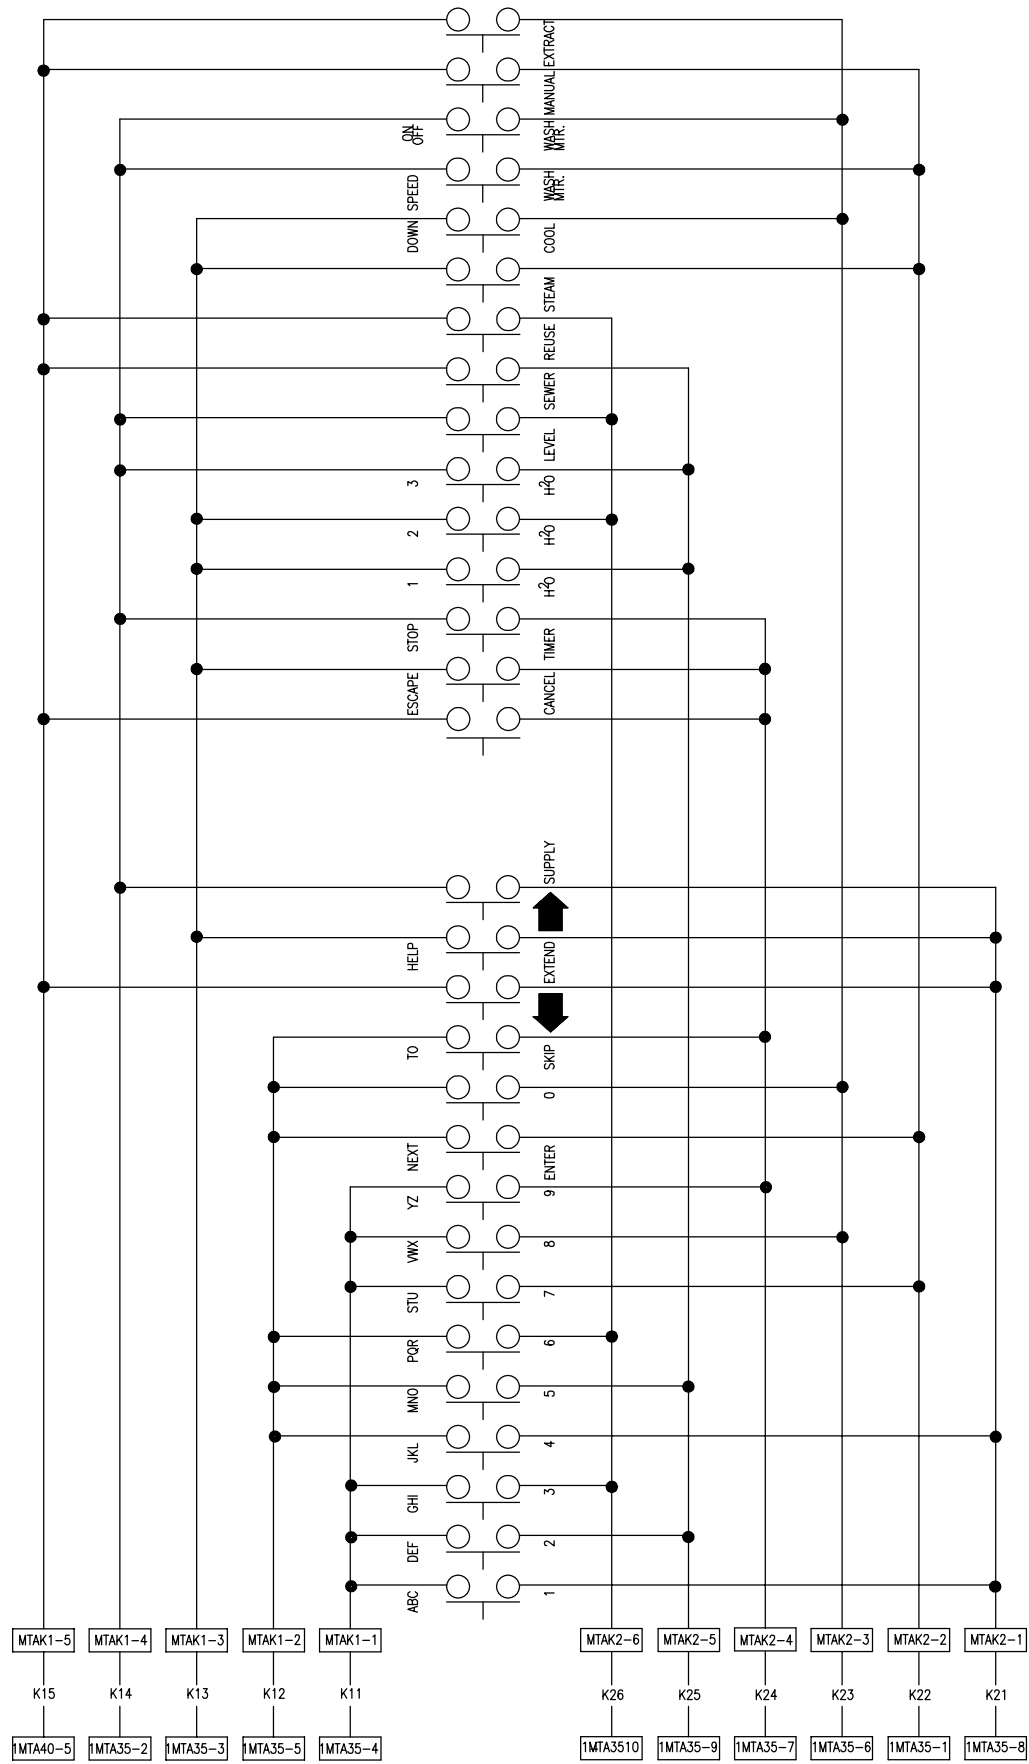 EXTRACT
MANUAL
ON
OFF
WASH
MTR.
SPEED
WASH
MTR.
DOWN
COOL
STEAM
REUSE
SEWER
LEVEL
3
H2O
2
H2O
1
H2O
STOP
TIMER
ESCAPE
CANCEL
SUPPLY
HELP
EXTEND
TO
SKIP
0
NEXT
ENTER
YZ
9
VWX
8
STU
7
PQR
6
MNO
5
JKL
4
GHI
3
DEF
2
ABC
1
MTAK1-5 MTAK1-4 MTAK1-3 MTAK1-2 MTAK1-1 MTAK2-6 MTAK2-5 MTAK2-4 MTAK2-3 MTAK2-2 MTAK2-1
K15 K14 K13 K12 K11 K26 K25 K24 K23 K22 K21
1MTA40-5 1MTA35-2 1MTA35-3 1MTA35-5 1MTA35-4 1MTA3510 1MTA35-9 1MTA35-7 1MTA35-6 1MTA35-1 1MTA35-8